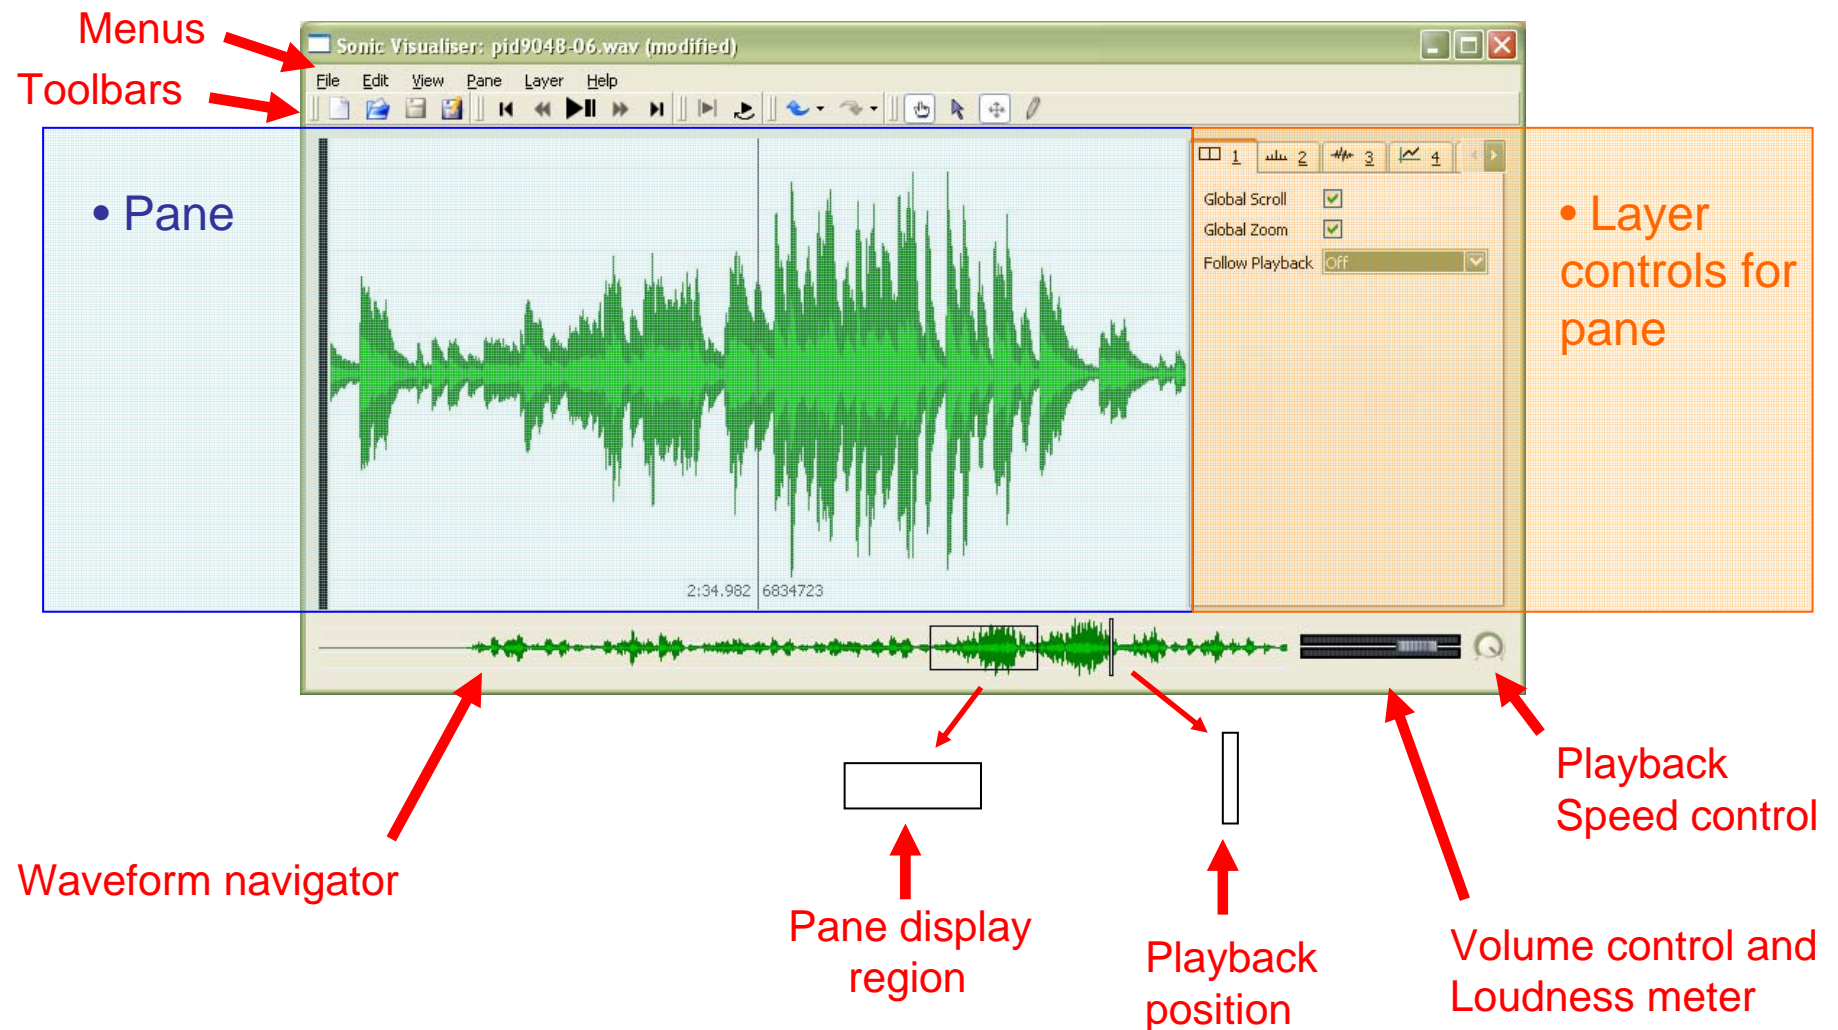 Menus
Toolbars
Sonic Visualiser: pid9048-06.wav (modified)
File Edit View Pane Layer Help
• Pane
1 2 3 4
Global Scroll
Global Zoom
Follow Playback Off
• Layer
controls for
pane
2:34.982 6834723
Waveform navigator
Pane display
region
Playback
position
Playback
Speed control
Volume control and
Loudness meter